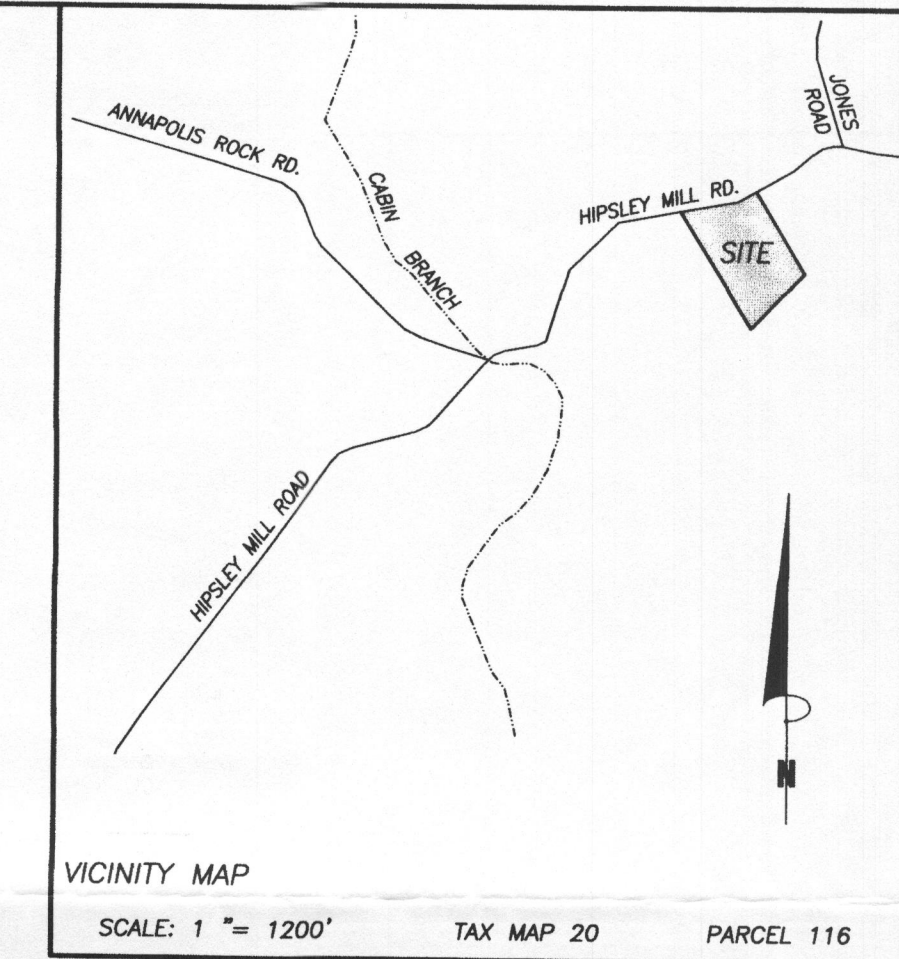 ANNAPOLIS ROCK RD.
CABIN
BRANCH
JONES
ROAD
HIPSLEY MILL RD.
SITE
HIPSLEY MILL ROAD
N
VICINITY MAP
SCALE: 1 "= 1200' TAX MAP 20 PARCEL 116